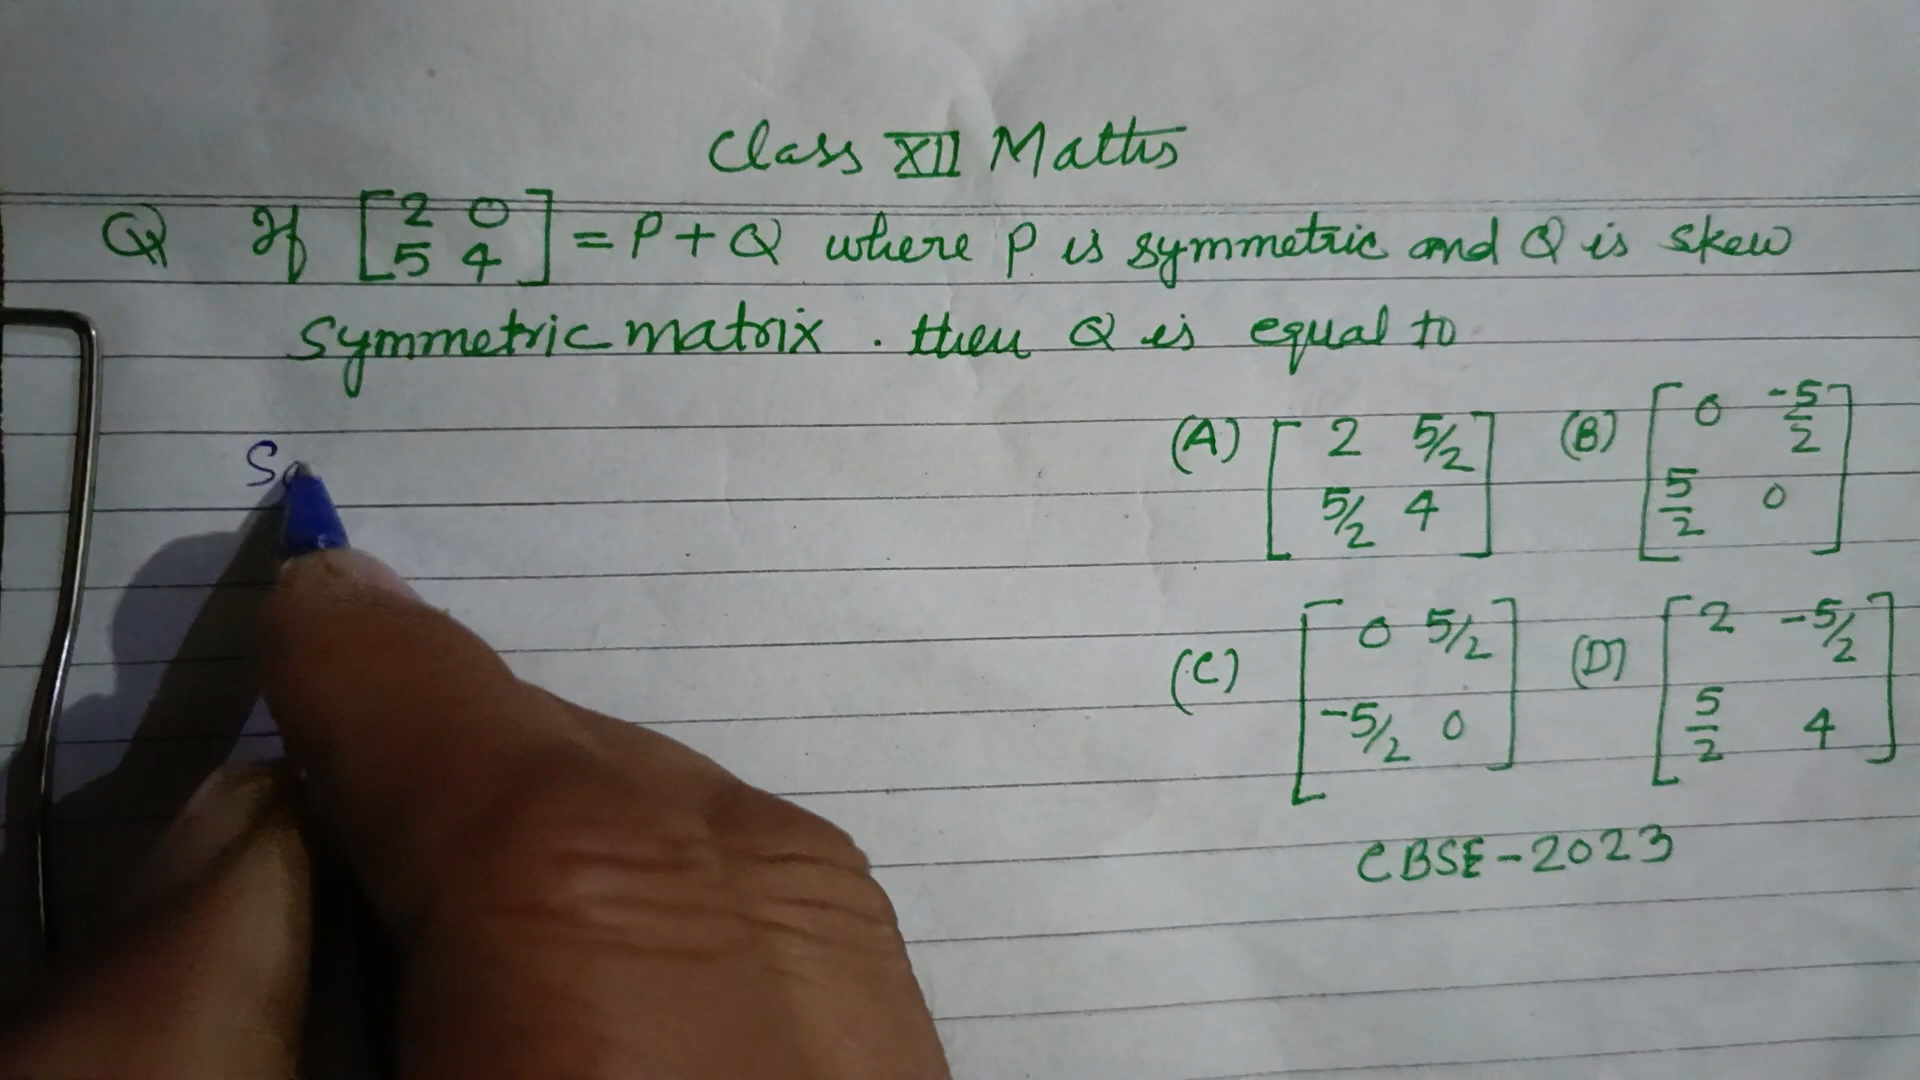 Class XII Maths
Q If [2 0
5 4] = P + Q where P is symmetric and Q is skew
symmetric matrix . then Q is equal to
(A) [2 5/2
5/2 4]
(B) [0 -5/2
5/2 0]
(C) [0 5/2
-5/2 0]
(D) [2 -5/2
5/2 4]
CBSE-2023
So